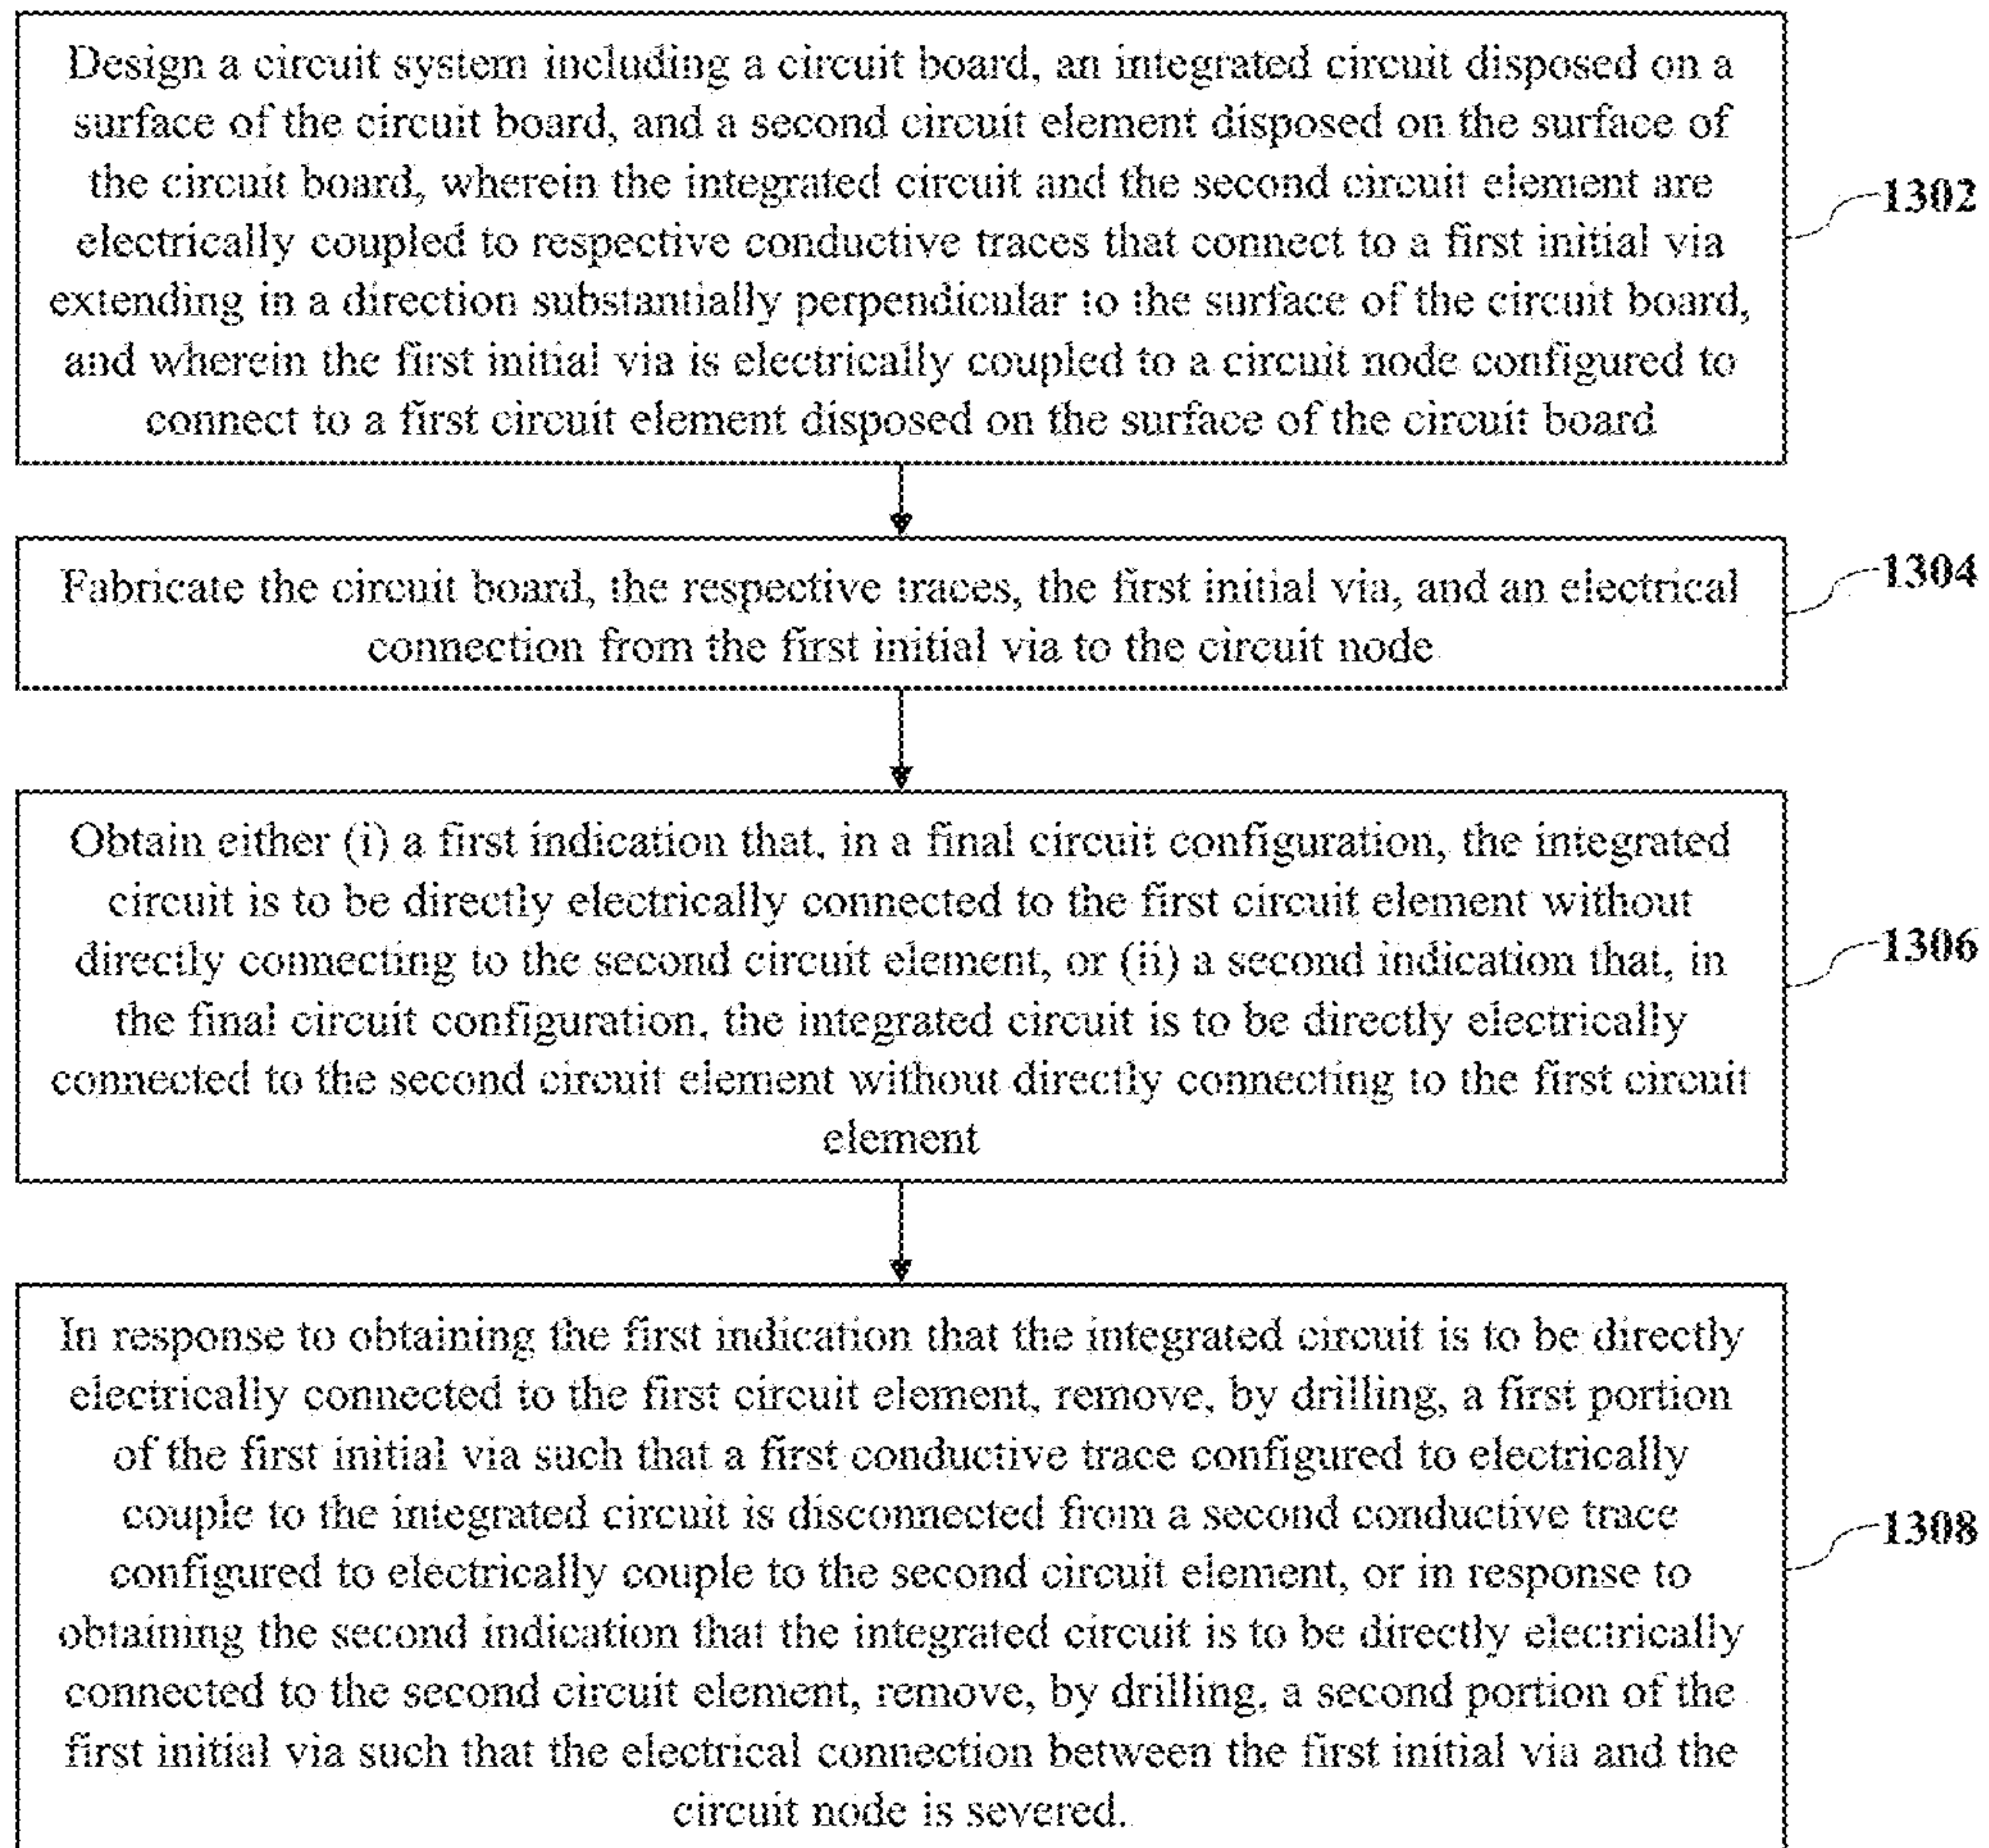 Design a circuit system including a circuit board, an integrated circuit disposed on a
surface of the circuit board, and a second circuit element disposed on the surface of
the circuit board, wherein the integrated circuit and the second circuit element are
electrically coupled to respective conductive traces that connect to a first initial via
extending in a direction substantially perpendicular to the surface of the circuit board,
and wherein the first initial via is electrically coupled to a circuit node configured to
connect to a first circuit element disposed on the surface of the circuit board
1302
Fabricate the circuit board, the respective traces, the first initial via, and an electrical
connection from the first initial via to the circuit node
1304
Obtain either (i) a first indication that, in a final circuit configuration, the integrated
circuit is to be directly electrically connected to the first circuit element without
directly connecting to the second circuit element, or (ii) a second indication that, in
the final circuit configuration, the integrated circuit is to be directly electrically
connected to the second circuit element without directly connecting to the first circuit
element
1306
In response to obtaining the first indication that the integrated circuit is to be directly
electrically connected to the first circuit element, remove, by drilling, a first portion
of the first initial via such that a first conductive trace configured to electrically
couple to the integrated circuit is disconnected from a second conductive trace
configured to electrically couple to the second circuit element, or in response to
obtaining the second indication that the integrated circuit is to be directly electrically
connected to the second circuit element, remove, by drilling, a second portion of the
first initial via such that the electrical connection between the first initial via and the
circuit node is severed.
1308